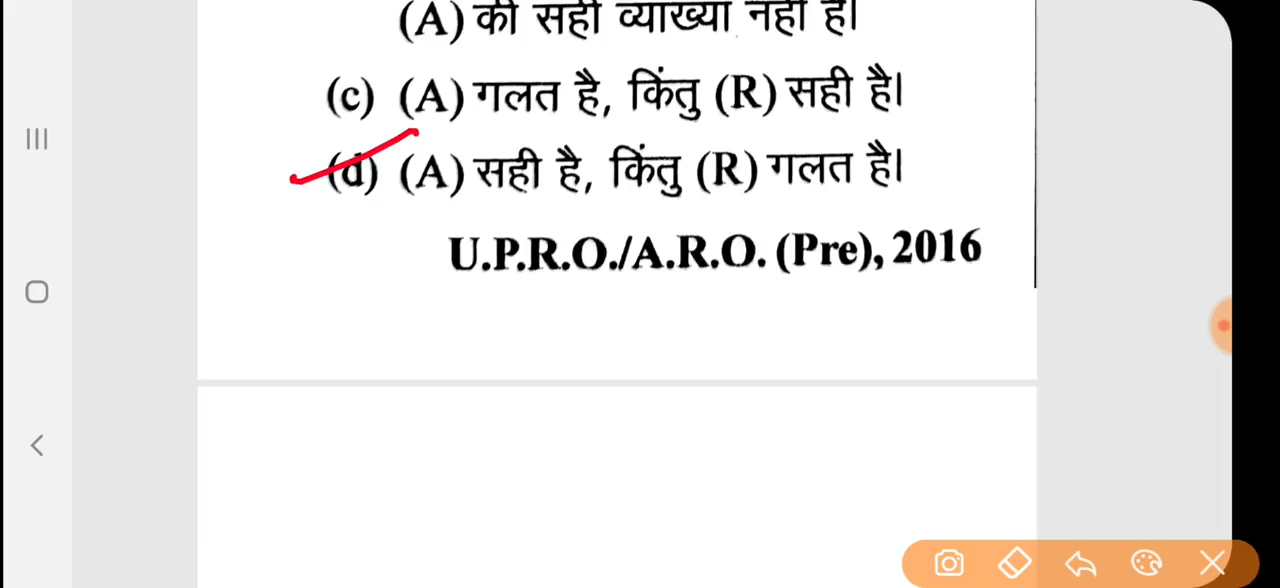 (A) की सही व्याख्या नहीं है।
(c) (A) गलत है, किंतु (R) सही है।
(d) (A) सही है, किंतु (R) गलत है।
U.P.R.O./A.R.O. (Pre), 2016